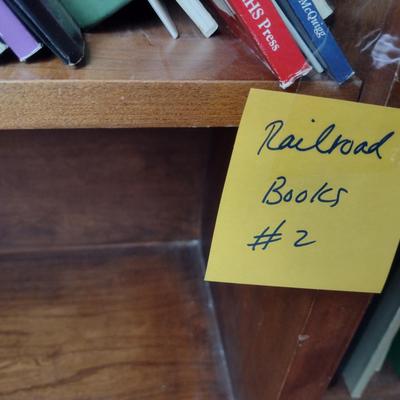 HS Press
McQuigg
Railroad
Books
# 2